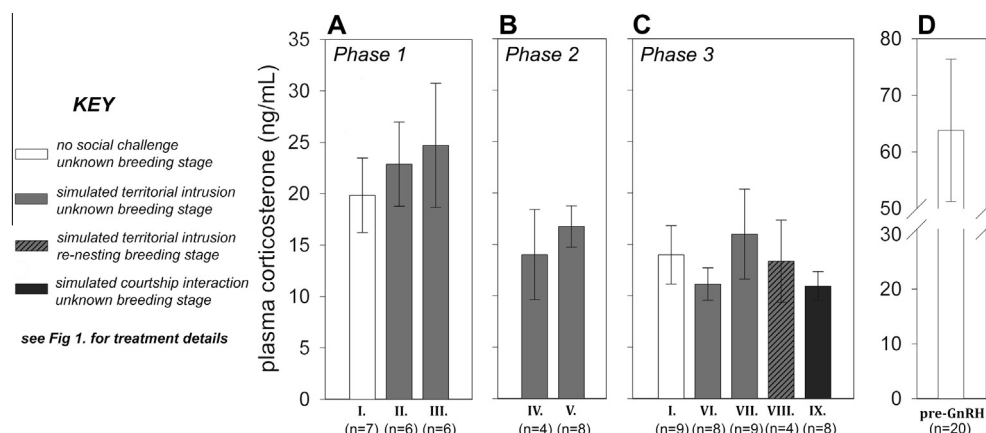 A
B
C
D
Phase 1
Phase 2
Phase 3
KEY
no social challenge
unknown breeding stage
simulated territorial intrusion
unknown breeding stage
simulated territorial intrusion
re-nesting breeding stage
simulated courtship interaction
unknown breeding stage
see Fig 1. for treatment details
plasma corticosterone (ng/mL)
35
30
25
20
15
10
5
0
80
70
60
50
30
20
10
0
I. II. III.
(n=7) (n=6) (n=6)
IV. V.
(n=4) (n=8)
I. VI. VII. VIII. IX.
(n=9) (n=8) (n=9) (n=4) (n=8)
pre-GnRH
(n=20)